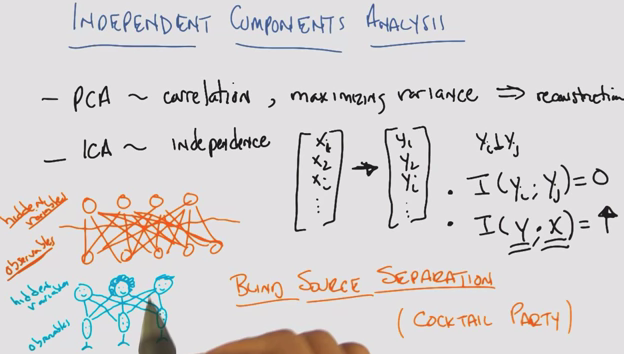 INDEPENDENT COMPONENTS ANALYSIS
- PCA ~ correlation, maximizing variance ⇒ reconstruction
- ICA ~ independence
[x₁ x₂ xᵢ ⋮] → [y₁ y₂ yᵢ ⋮]
yᵢ ⊥ yⱼ
· I(yᵢ; yⱼ) = 0
· I(Y; X) = ↑
hidden variables
observables
hidden variables
observables
BLIND SOURCE SEPARATION
(COCKTAIL PARTY)